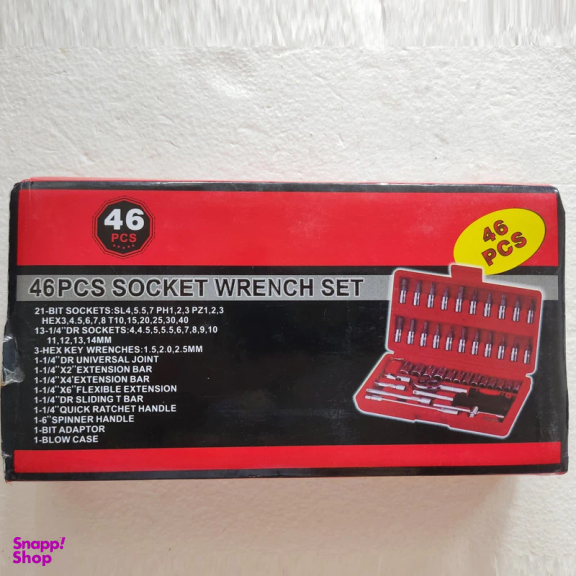 46
PCS
46
PCS
46PCS SOCKET WRENCH SET
21-BIT SOCKETS:SL4,5.5,7 PH1,2,3 PZ1,2,3
HEX3,4.5,6,7,8 T10,15,20,25,30,40
13-1/4"DR SOCKETS:4,4.5,5,5.5,6,7,8,9,10
11,12,13,14MM
3-HEX KEY WRENCHES:1.5,2.0,2.5MM
1-1/4"DR UNIVERSAL JOINT
1-1/4"X2"EXTENSION BAR
1-1/4"X4"EXTENSION BAR
1-1/4"X6"FLEXIBLE EXTENSION
1-1/4"DR SLIDING T BAR
1-1/4"QUICK RATCHET HANDLE
1-6"SPINNER HANDLE
1-BIT ADAPTOR
1-BLOW CASE
Snapp!
Shop